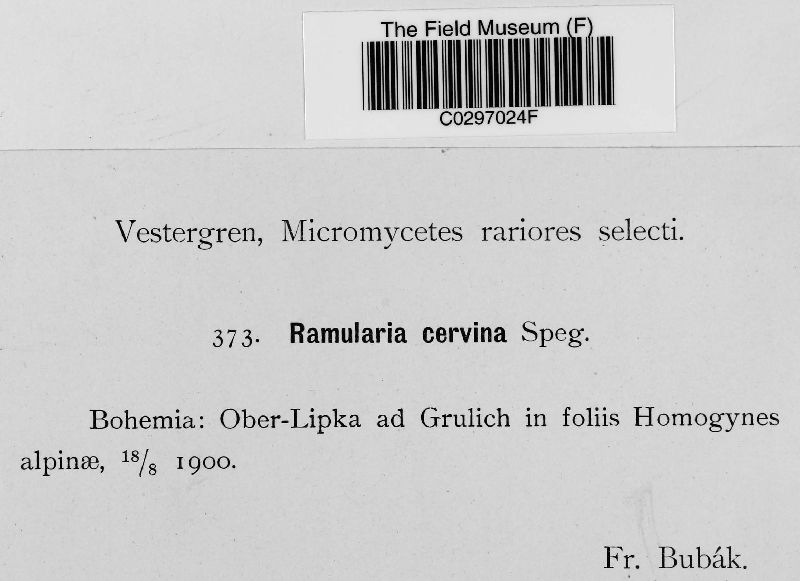 The Field Museum (F)
C0297024F
Vestergren, Micromycetes rariores selecti.
373. Ramularia cervina Speg.
Bohemia: Ober-Lipka ad Grulich in foliis Homogynes
alpinæ, 18/8 1900.
Fr. Bubák.